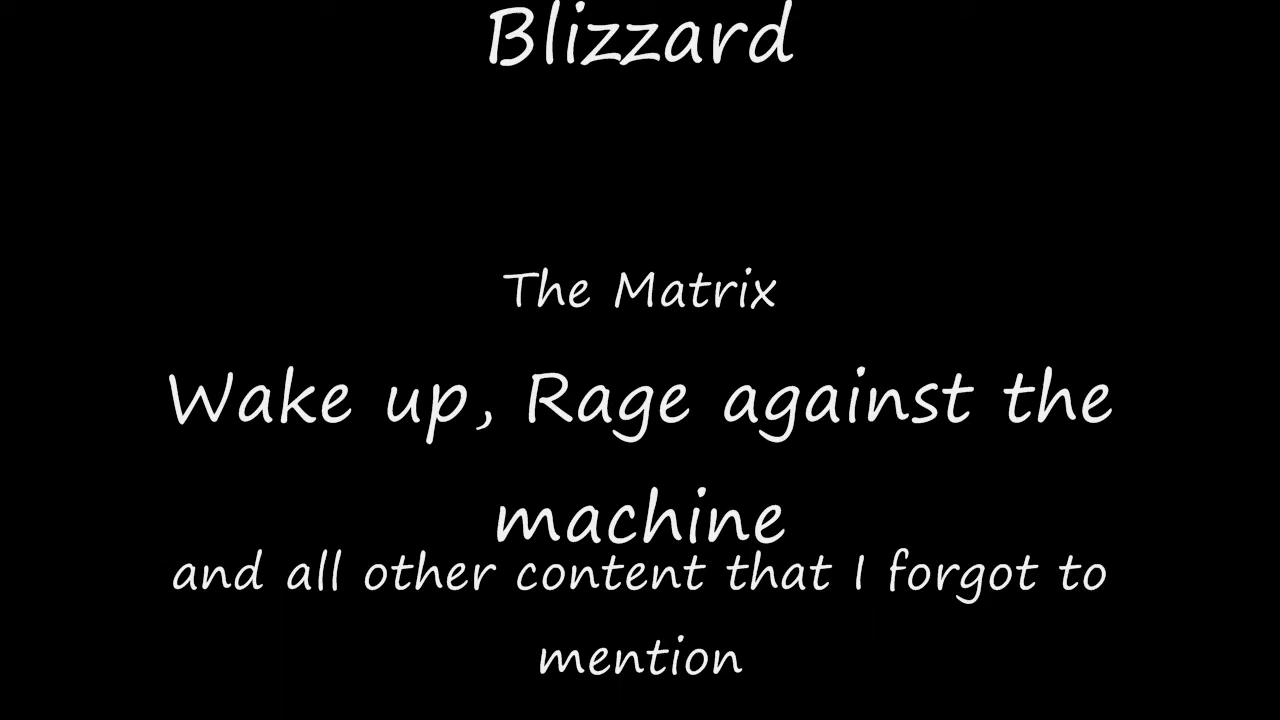 Blizzard
The Matrix
Wake up, Rage against the
machine
and all other content that I forgot to
mention